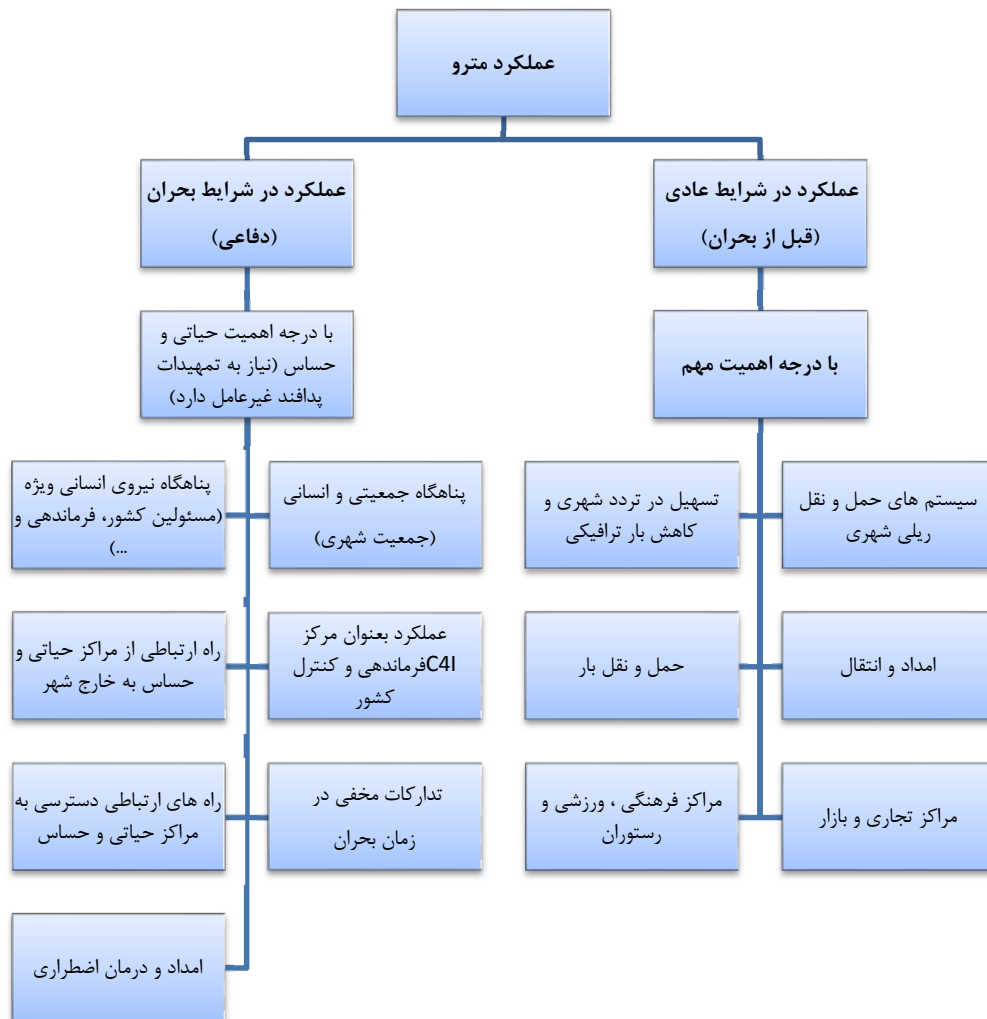 عملکرد مترو
عملکرد در شرایط عادی
(قبل از بحران)
با درجه اهمیت مهم
سیستم های حمل و نقل
ریلی شهری
تسهیل در تردد شهری و
کاهش بار ترافیکی
امداد و انتقال
حمل و نقل بار
مراکز تجاری و بازار
مراکز فرهنگی ، ورزشی و
رستوران
عملکرد در شرایط بحران
(دفاعی)
با درجه اهمیت حیاتی و
حساس (نیاز به تمهیدات
پدافند غیرعامل دارد)
پناهگاه جمعیتی و انسانی
(جمعیت شهری)
پناهگاه نیروی انسانی ویژه
(مسئولین کشور، فرماندهی و
...)
عملکرد بعنوان مرکز
C4Iفرماندهی و کنترل
کشور
راه ارتباطی از مراکز حیاتی و
حساس به خارج شهر
تدارکات مخفی در
زمان بحران
راه های ارتباطی دسترسی به
مراکز حیاتی و حساس
امداد و درمان اضطراری